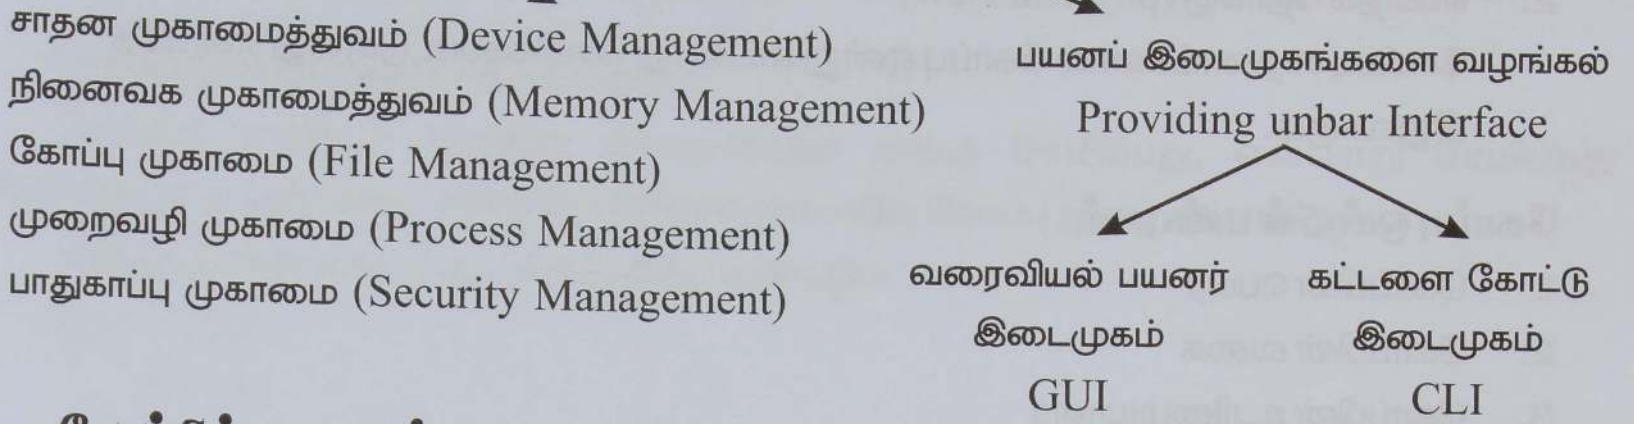 சாதன முகாமைத்துவம் (Device Management)
நினைவக முகாமைத்துவம் (Memory Management)
கோப்பு முகாமை (File Management)
முறைவழி முகாமை (Process Management)
பாதுகாப்பு முகாமை (Security Management)
பயனப் இடைமுகங்களை வழங்கல்
Providing unbar Interface
வரைவியல் பயனர்
இடைமுகம்
GUI
கட்டளை கோட்டு
இடைமுகம்
CLI